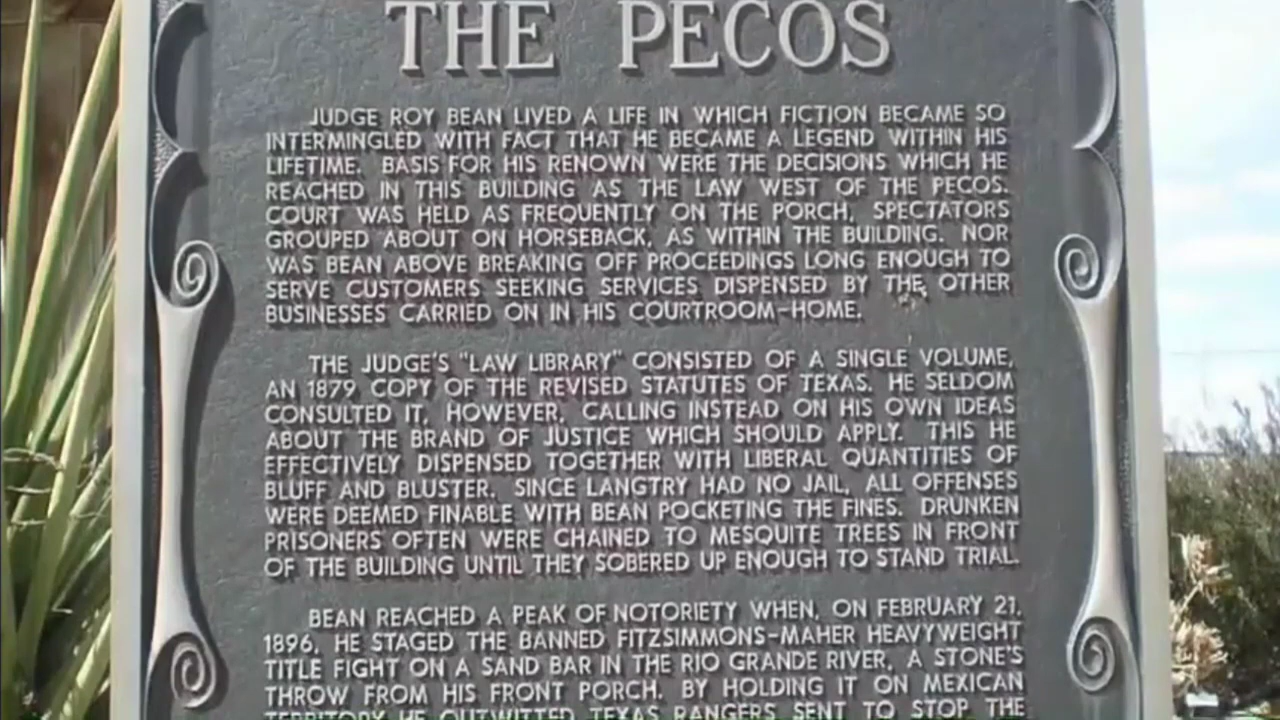 THE PECOS
JUDGE ROY BEAN LIVED A LIFE IN WHICH FICTION BECAME SO
INTERMINGLED WITH FACT THAT HE BECAME A LEGEND WITHIN HIS
LIFETIME. BASIS FOR HIS RENOWN WERE THE DECISIONS WHICH HE
REACHED IN THIS BUILDING AS THE LAW WEST OF THE PECOS.
COURT WAS HELD AS FREQUENTLY ON THE PORCH, SPECTATORS
GROUPED ABOUT ON HORSEBACK, AS WITHIN THE BUILDING. NOR
WAS BEAN ABOVE BREAKING OFF PROCEEDINGS LONG ENOUGH TO
SERVE CUSTOMERS SEEKING SERVICES DISPENSED BY THE OTHER
BUSINESSES CARRIED ON IN HIS COURTROOM-HOME.
THE JUDGE'S "LAW LIBRARY" CONSISTED OF A SINGLE VOLUME,
AN 1879 COPY OF THE REVISED STATUTES OF TEXAS. HE SELDOM
CONSULTED IT, HOWEVER, CALLING INSTEAD ON HIS OWN IDEAS
ABOUT THE BRAND OF JUSTICE WHICH SHOULD APPLY. THIS HE
EFFECTIVELY DISPENSED TOGETHER WITH LIBERAL QUANTITIES OF
BLUFF AND BLUSTER. SINCE LANGTRY HAD NO JAIL, ALL OFFENSES
WERE DEEMED FINABLE WITH BEAN POCKETING THE FINES. DRUNKEN
PRISONERS OFTEN WERE CHAINED TO MESQUITE TREES IN FRONT
OF THE BUILDING UNTIL THEY SOBERED UP ENOUGH TO STAND TRIAL.
BEAN REACHED A PEAK OF NOTORIETY WHEN, ON FEBRUARY 21,
1896, HE STAGED THE BANNED FITZSIMMONS-MAHER HEAVYWEIGHT
TITLE FIGHT ON A SAND BAR IN THE RIO GRANDE RIVER, A STONE'S
THROW FROM HIS FRONT PORCH. BY HOLDING IT ON MEXICAN
TERRITORY HE OUTWITTED TEXAS RANGERS SENT TO STOP THE